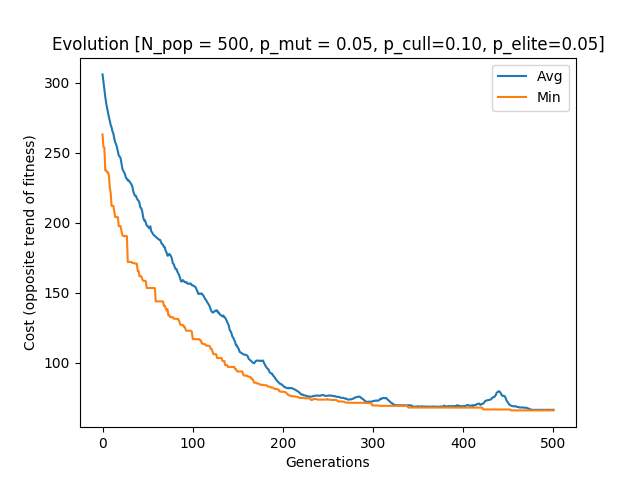 Evolution [N_pop = 500, p_mut = 0.05, p_cull=0.10, p_elite=0.05]
Avg
Min
Cost (opposite trend of fitness)
300
250
200
150
100
0 100 200 300 400 500
Generations